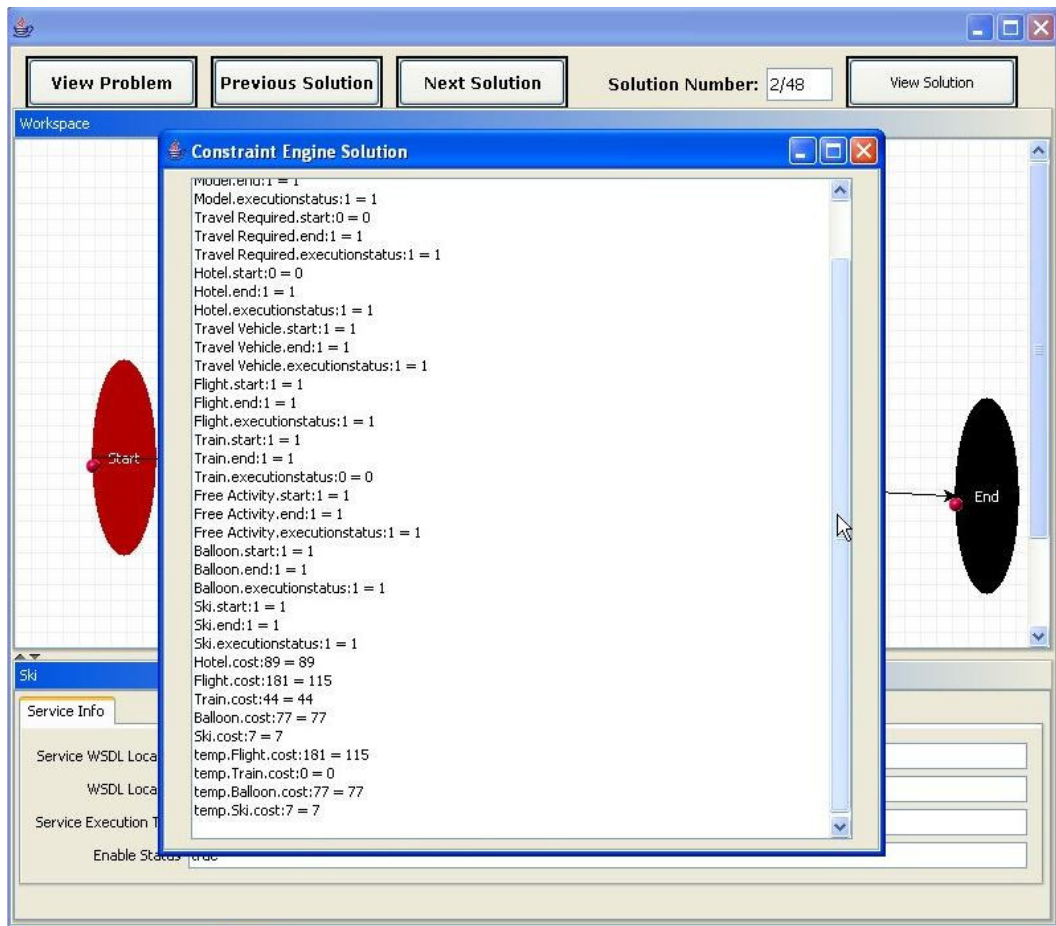 View Problem
Previous Solution
Next Solution
Solution Number: 2/48
View Solution
Workspace
Constraint Engine Solution
Model.end:1 = 1
Model.executionstatus:1 = 1
Travel Required.start:0 = 0
Travel Required.end:1 = 1
Travel Required.executionstatus:1 = 1
Hotel.start:0 = 0
Hotel.end:1 = 1
Hotel.executionstatus:1 = 1
Travel Vehicle.start:1 = 1
Travel Vehicle.end:1 = 1
Travel Vehicle.executionstatus:1 = 1
Flight.start:1 = 1
Flight.end:1 = 1
Flight.executionstatus:1 = 1
Train.start:1 = 1
Train.end:1 = 1
Train.executionstatus:0 = 0
Free Activity.start:1 = 1
Free Activity.end:1 = 1
Free Activity.executionstatus:1 = 1
Balloon.start:1 = 1
Balloon.end:1 = 1
Balloon.executionstatus:1 = 1
Ski.start:1 = 1
Ski.end:1 = 1
Ski.executionstatus:1 = 1
Hotel.cost:89 = 89
Flight.cost:181 = 115
Train.cost:44 = 44
Balloon.cost:77 = 77
Ski.cost:7 = 7
temp.Flight.cost:181 = 115
temp.Train.cost:0 = 0
temp.Balloon.cost:77 = 77
temp.Ski.cost:7 = 7
Start
End
Ski
Service Info
Service WSDL Loca
WSDL Loca
Service Execution T
Enable Status true